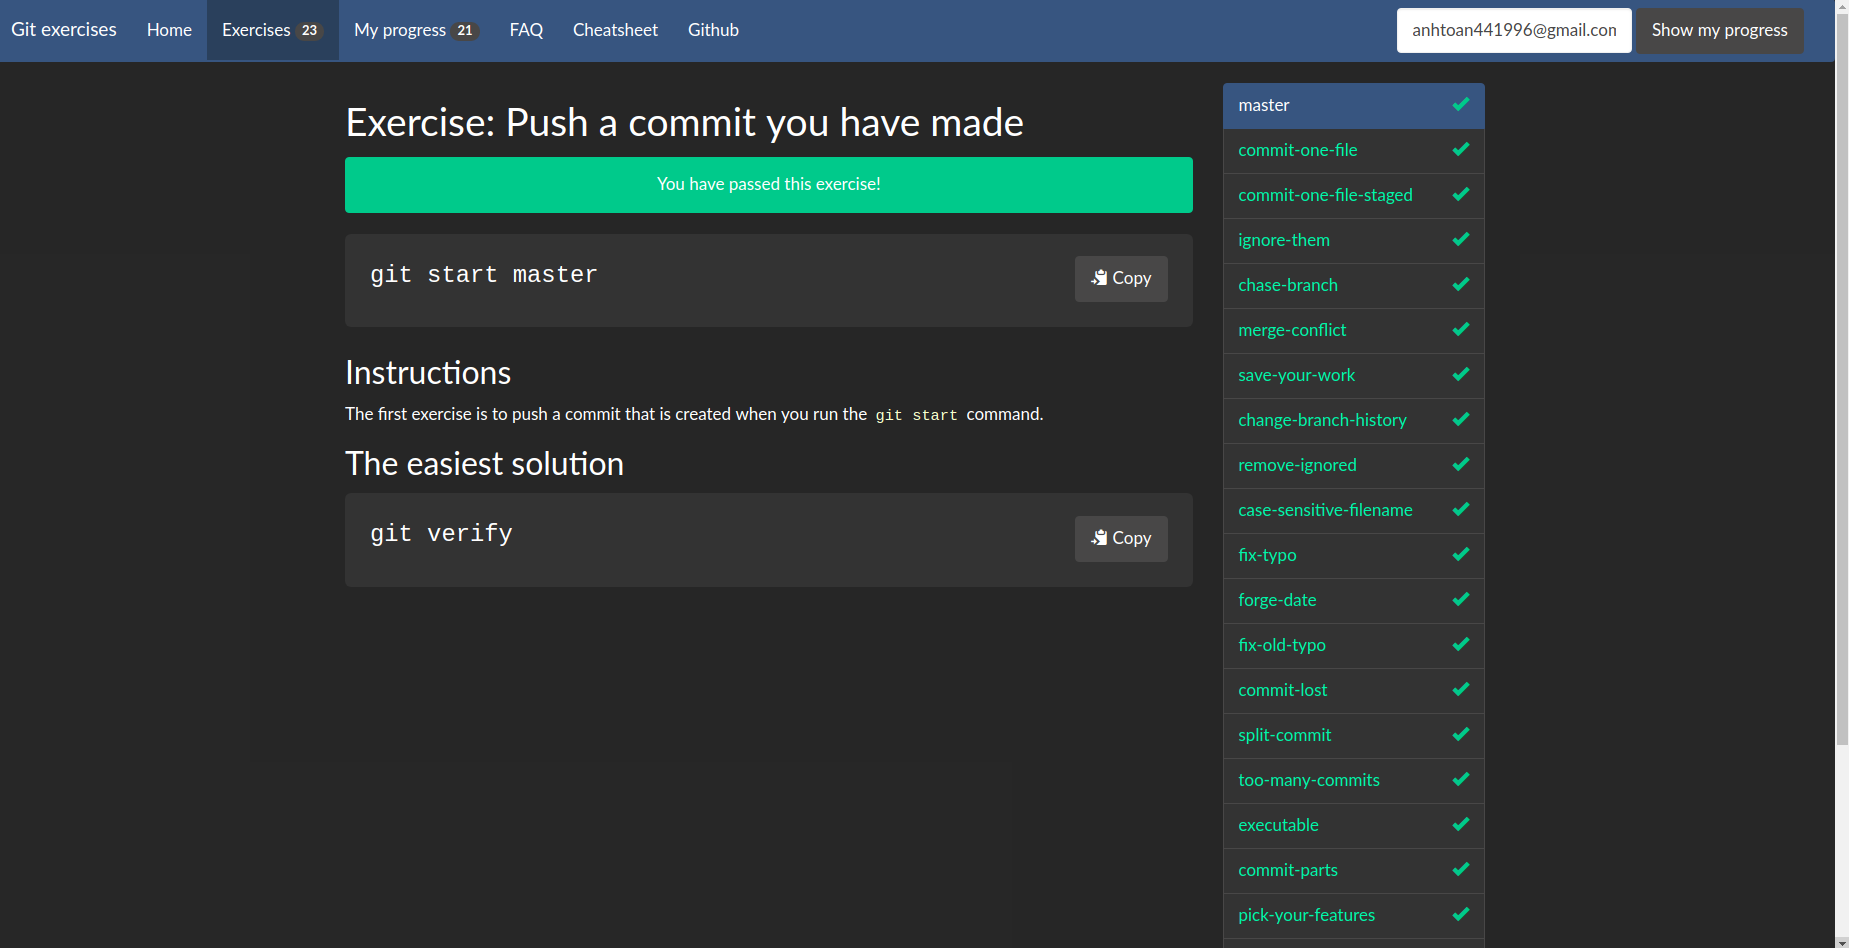 Git exercises Home Exercises 23 My progress 21 FAQ Cheatsheet Github anhtoan441996@gmail.com Show my progress
Exercise: Push a commit you have made
You have passed this exercise!
git start master
Copy
Instructions
The first exercise is to push a commit that is created when you run the git start command.
The easiest solution
git verify
Copy
master
commit-one-file
commit-one-file-staged
ignore-them
chase-branch
merge-conflict
save-your-work
change-branch-history
remove-ignored
case-sensitive-filename
fix-typo
forge-date
fix-old-typo
commit-lost
split-commit
too-many-commits
executable
commit-parts
pick-your-features